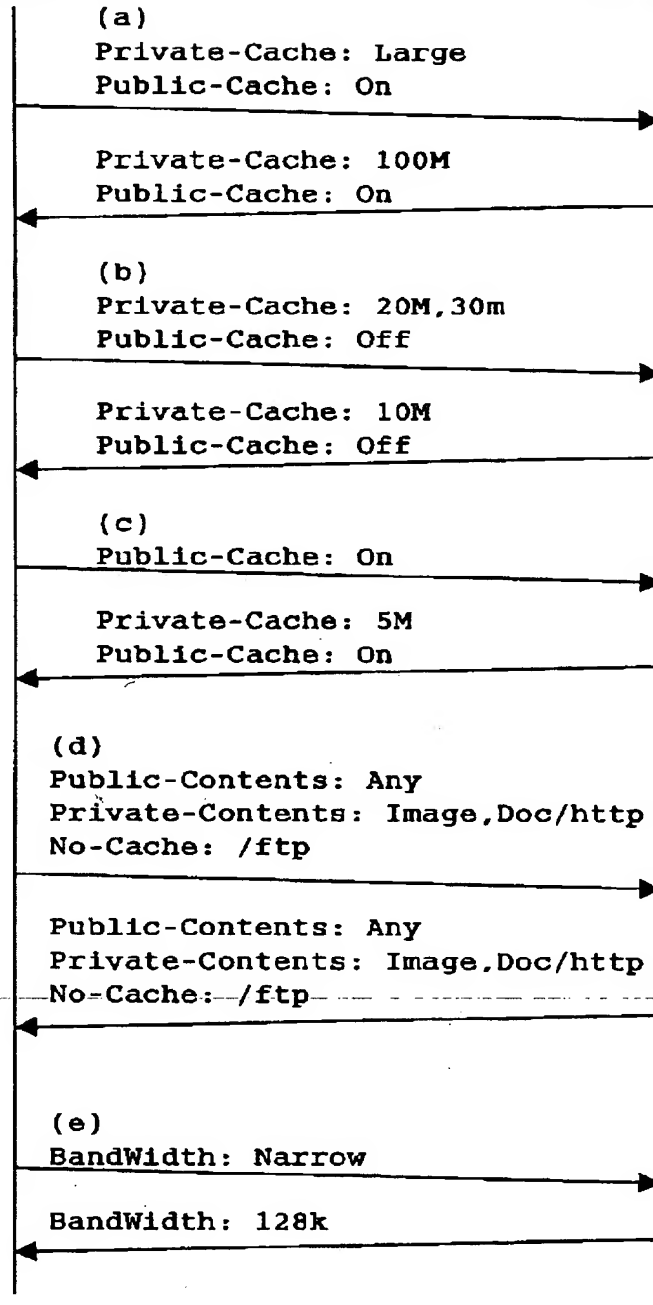 (a)
Private-Cache: Large
Public-Cache: On
Private-Cache: 100M
Public-Cache: On
(b)
Private-Cache: 20M,30m
Public-Cache: Off
Private-Cache: 10M
Public-Cache: Off
(c)
Public-Cache: On
Private-Cache: 5M
Public-Cache: On
(d)
Public-Contents: Any
Private-Contents: Image,Doc/http
No-Cache: /ftp
Public-Contents: Any
Private-Contents: Image,Doc/http
No-Cache: /ftp
(e)
BandWidth: Narrow
BandWidth: 128k